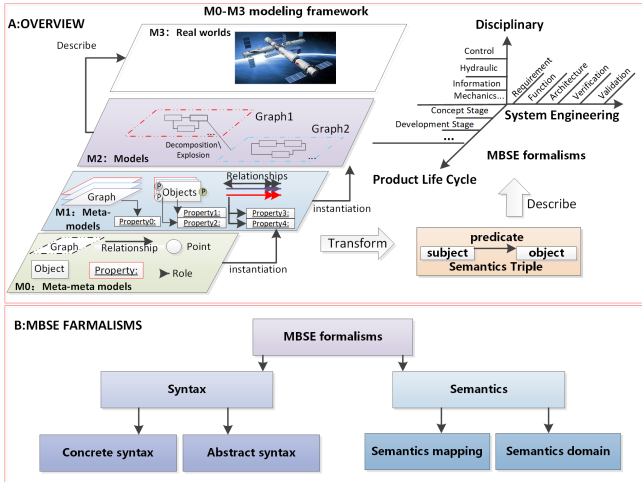 M0-M3 modeling framework
A:OVERVIEW
M3：Real worlds
Describe
Graph1
Graph2
Decomposition\
Explosion
...
...
M2：Models
Relationships
Graph
P
P
Objects
P
M1：Meta-
models
Property0:
Property1:
Property2:
Property3:
Property4:
instantiation
Graph
Relationship
Point
Object
Property:
Role
instantiation
M0：Meta-meta models
Disciplinary
Control
Hydraulic
Information
Mechanics...
Concept Stage
Development Stage
...
Requirement
Function
Architecture
Verification
Validation
System Engineering
MBSE formalisms
Product Life Cycle
Describe
Transform
predicate
subject
object
Semantics Triple
B:MBSE FARMALISMS
MBSE formalisms
Syntax
Semantics
Concrete syntax
Abstract syntax
Semantics mapping
Semantics domain